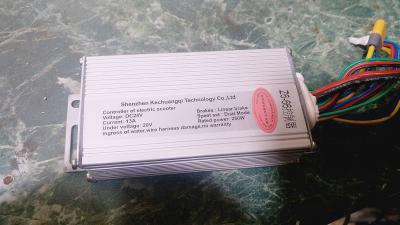 Shenzhen Kechuangqi Technology Co.,Ltd
Controller of electric scooter
Voltage: DC24V
Current: 13A
Under voltage: 20V
Brakes: Linear brake
Speed set: Dual Mode
Rated power: 250W
Ingress of water,wire harness damage,no warranty